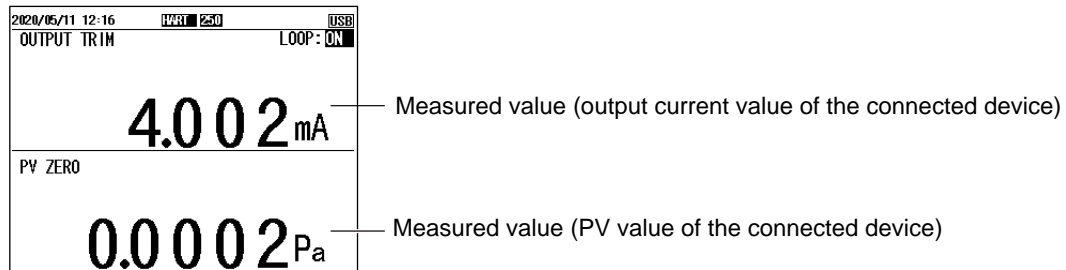 2020/05/11 12:16 HART 250 USB
OUTPUT TRIM LOOP: ON
4.002 mA
Measured value (output current value of the connected device)
PV ZERO
0.0002 Pa
Measured value (PV value of the connected device)